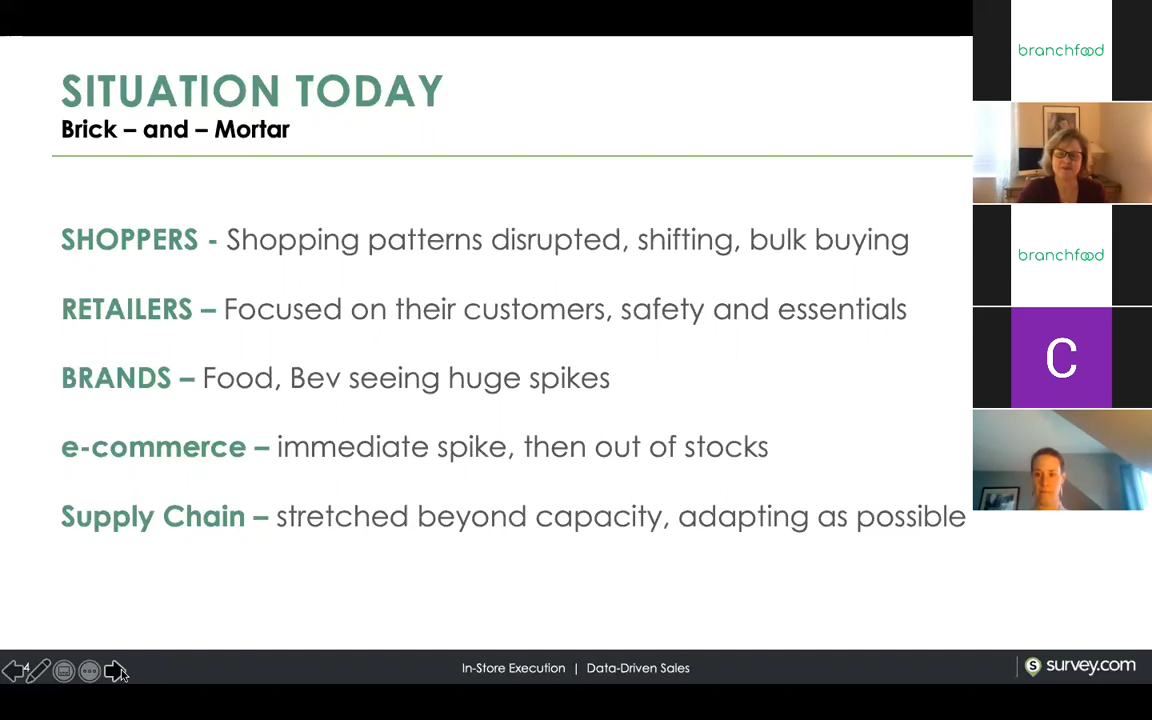 SITUATION TODAY
Brick – and – Mortar
SHOPPERS - Shopping patterns disrupted, shifting, bulk buying
RETAILERS – Focused on their customers, safety and essentials
BRANDS – Food, Bev seeing huge spikes
e-commerce – immediate spike, then out of stocks
Supply Chain – stretched beyond capacity, adapting as possible
4
In-Store Execution | Data-Driven Sales
S survey.com
branchfood
branchfood
C